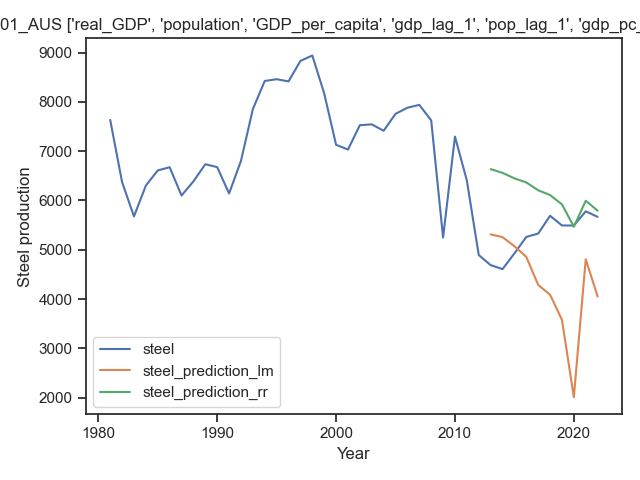 01_AUS ['real_GDP', 'population', 'GDP_per_capita', 'gdp_lag_1', 'pop_lag_1', 'gdp_pc_
9000
8000
7000
6000
5000
4000
3000
2000
Steel production
steel
steel_prediction_lm
steel_prediction_rr
1980 1990 2000 2010 2020
Year